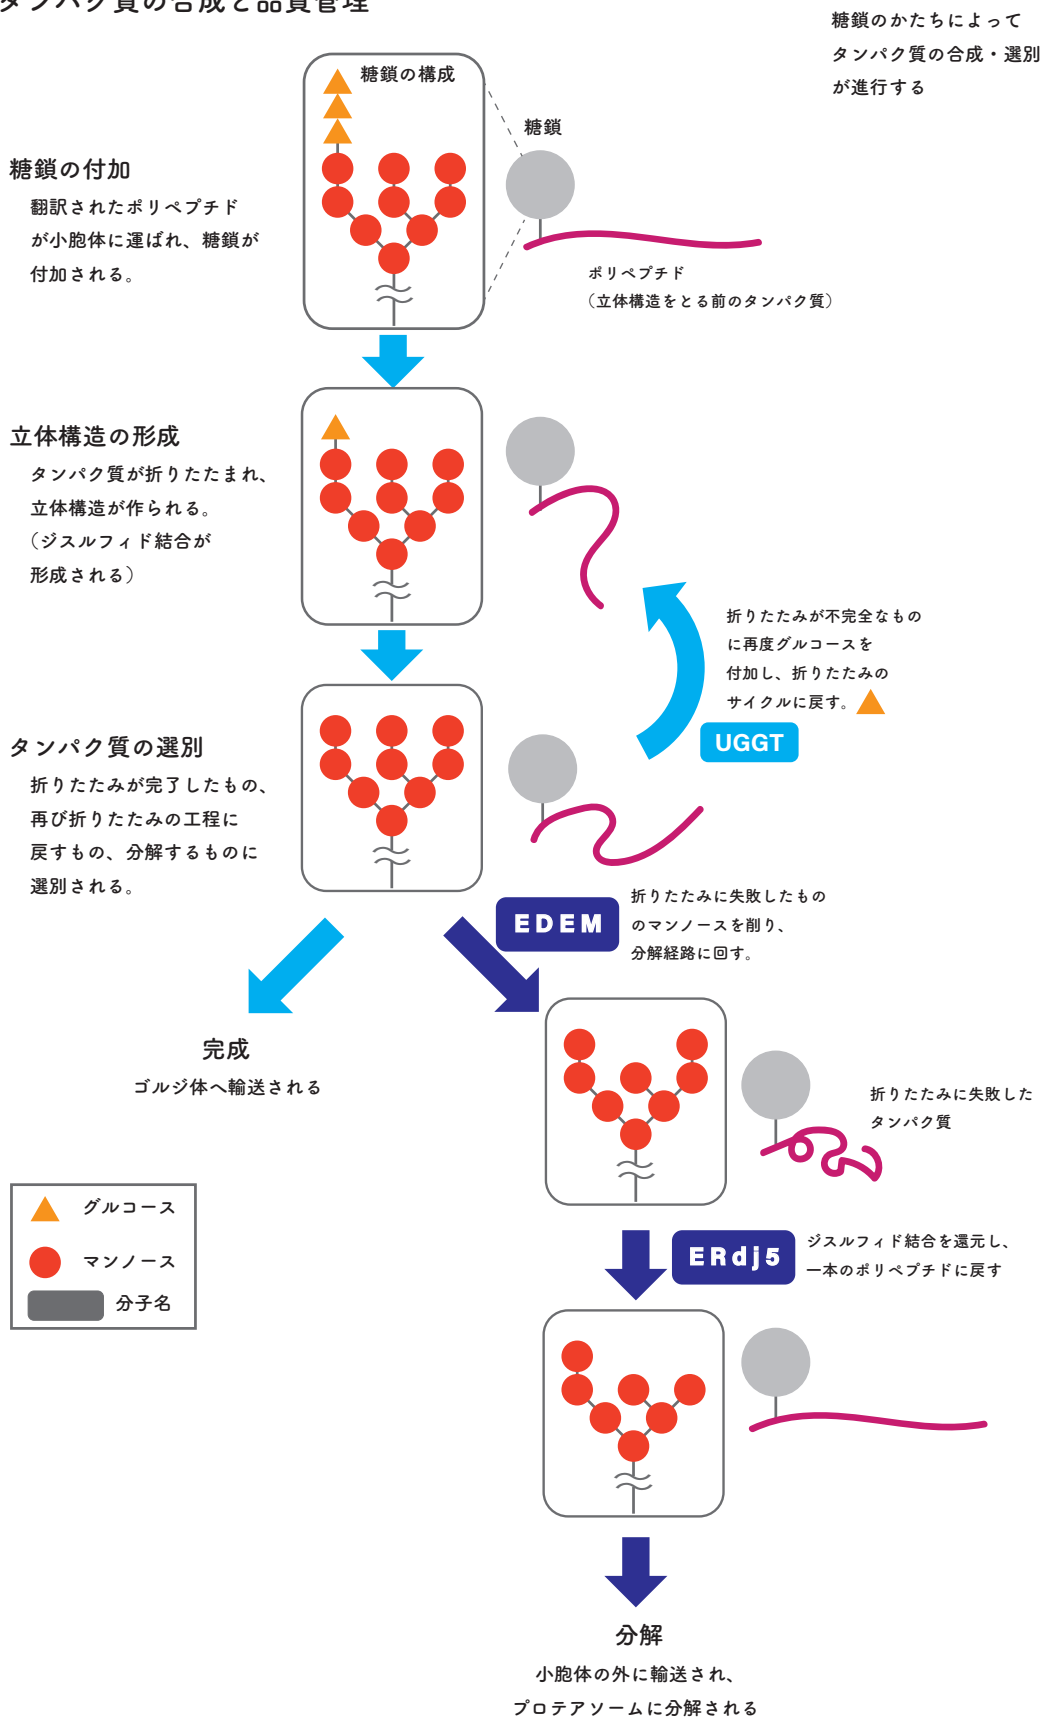 タンパク質の合成と品質管理
糖鎖のかたちによって
タンパク質の合成・選別
が進行する
糖鎖の構成
糖鎖
糖鎖の付加
翻訳されたポリペプチド
が小胞体に運ばれ、糖鎖が
付加される。
ポリペプチド
（立体構造をとる前のタンパク質）
立体構造の形成
タンパク質が折りたたまれ、
立体構造が作られる。
（ジスルフィド結合が
形成される）
折りたたみが不完全なもの
に再度グルコースを
付加し、折りたたみの
サイクルに戻す。
UGGT
タンパク質の選別
折りたたみが完了したもの、
再び折りたたみの工程に
戻すもの、分解するものに
選別される。
EDEM
折りたたみに失敗したもの
のマンノースを削り、
分解経路に回す。
完成
ゴルジ体へ輸送される
折りたたみに失敗した
タンパク質
グルコース
マンノース
分子名
ERdj5
ジスルフィド結合を還元し、
一本のポリペプチドに戻す
分解
小胞体の外に輸送され、
プロテアソームに分解される